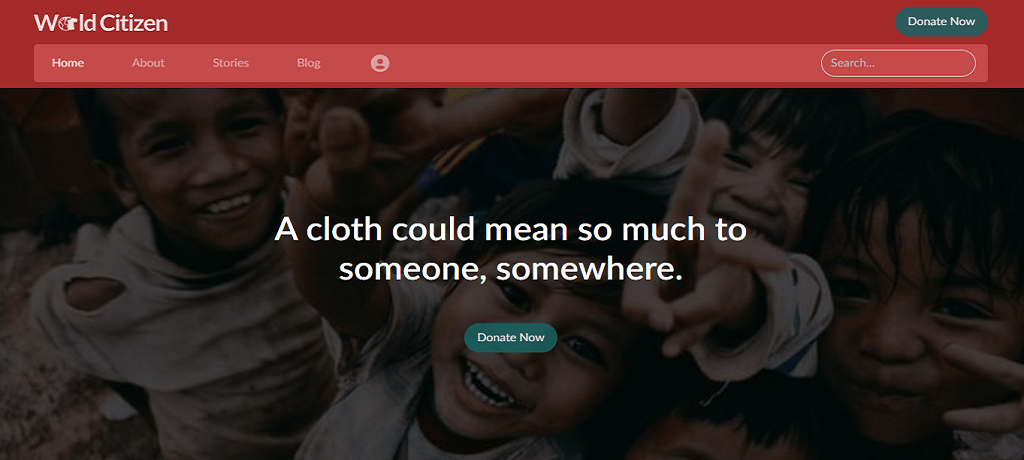 World Citizen
Donate Now
Home About Stories Blog
Search...
A cloth could mean so much to
someone, somewhere.
Donate Now